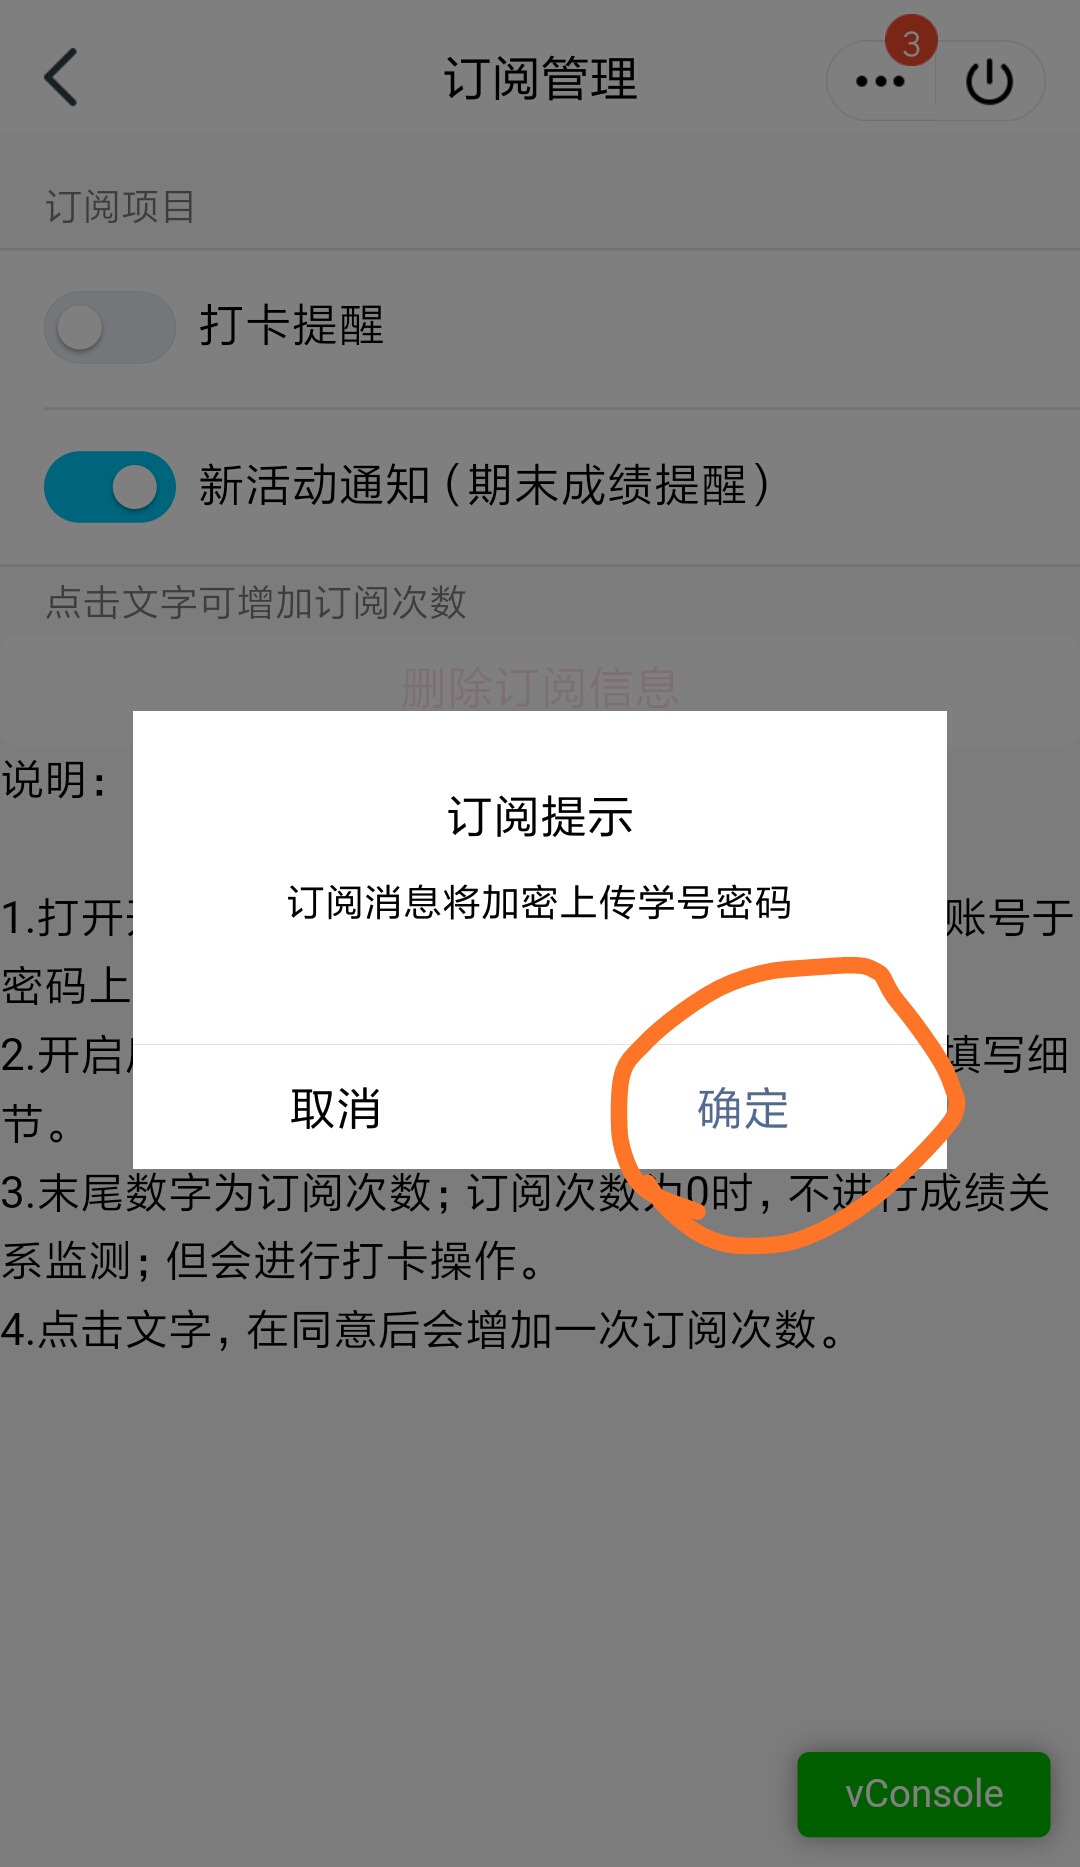 订阅管理
3
订阅项目
打卡提醒
新活动通知(期末成绩提醒)
点击文字可增加订阅次数
删除订阅信息
说明:
订阅提示
订阅消息将加密上传学号密码
取消
确定
1.打开
账号于
密码上
2.开启
填写细
节。
3.末尾数字为订阅次数;订阅次数为0时,不进行成绩关
系监测;但会进行打卡操作。
4.点击文字,在同意后会增加一次订阅次数。
vConsole